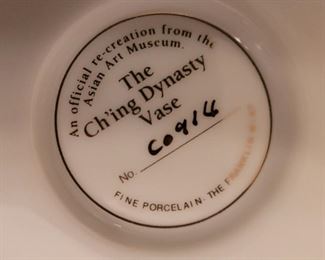 An official re-creation from the
Asian Art Museum.
The
Ch'ing Dynasty
Vase
No. C0914
FINE PORCELAIN · THE FRANKLIN